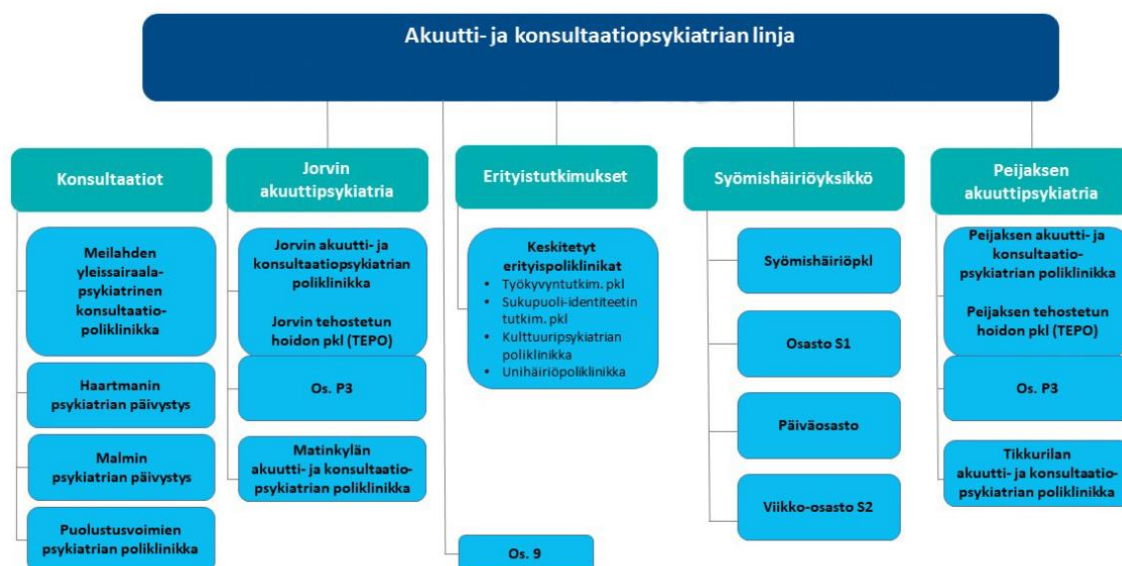 Akuutti- ja konsultaatiopsykiatrian linja
Konsultaatiot
Meilahden
yleissairaala-
psykiatrinen
konsultaatio-
poliklinikka
Haartmanin
psykiatrian päivystys
Malmin
psykiatrian päivystys
Puolustusvoimien
psykiatrian poliklinikka
Jorvin
akuuttipsykiatria
Jorvin akuutti- ja
konsultaatiopsykiatrian
poliklinikka
Jorvin tehostetun
hoidon pkl (TEPO)
Os. P3
Matinkylän
akuutti- ja konsultaatio-
psykiatrian poliklinikka
Os. 9
Erityistutkimukset
Keskitetyt
erityispoliklinikat
• Työkyvyntutkim. pkl
• Sukupuoli-identiteetin
tutkim. pkl
• Kulttuuripsykiatrian
poliklinikka
• Unihäiriöpoliklinikka
Syömishäiriöyksikkö
Syömishäiriöpkl
Osasto S1
Päiväosasto
Viikko-osasto S2
Peijaksen
akuuttipsykiatria
Peijaksen akuutti- ja
konsultaatio-
psykiatrian poliklinikka
Peijaksen tehostetun
hoidon pkl (TEPO)
Os. P3
Tikkurilan
akuutti- ja konsultaatio-
psykiatrian poliklinikka